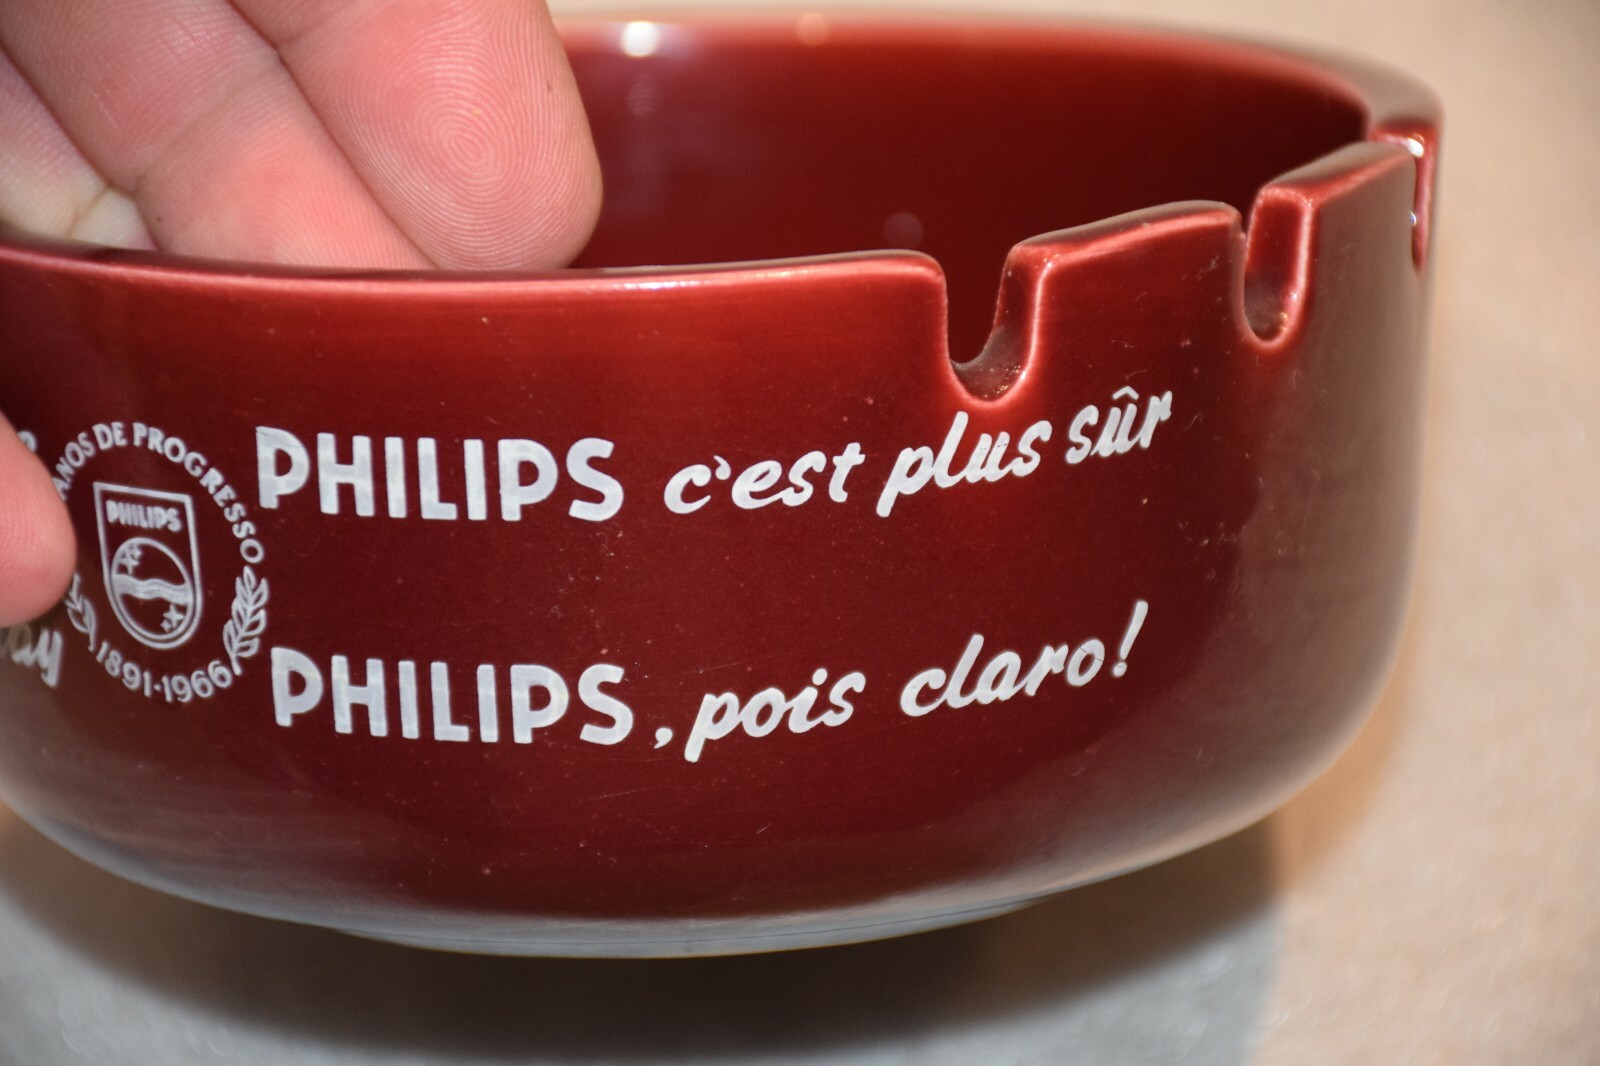 ANOS DE PROGRESSO
PHILIPS
1891-1966
PHILIPS c'est plus sûr
PHILIPS, pois claro!